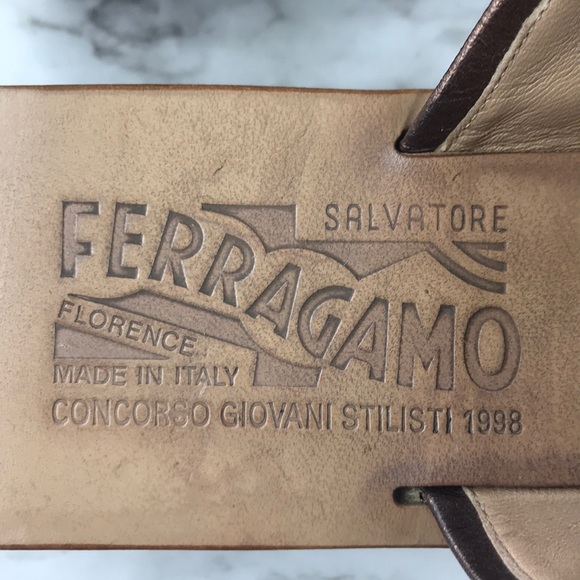 SALVATORE
FERRAGAMO
FLORENCE
MADE IN ITALY
CONCORSO GIOVANI STILISTI 1998